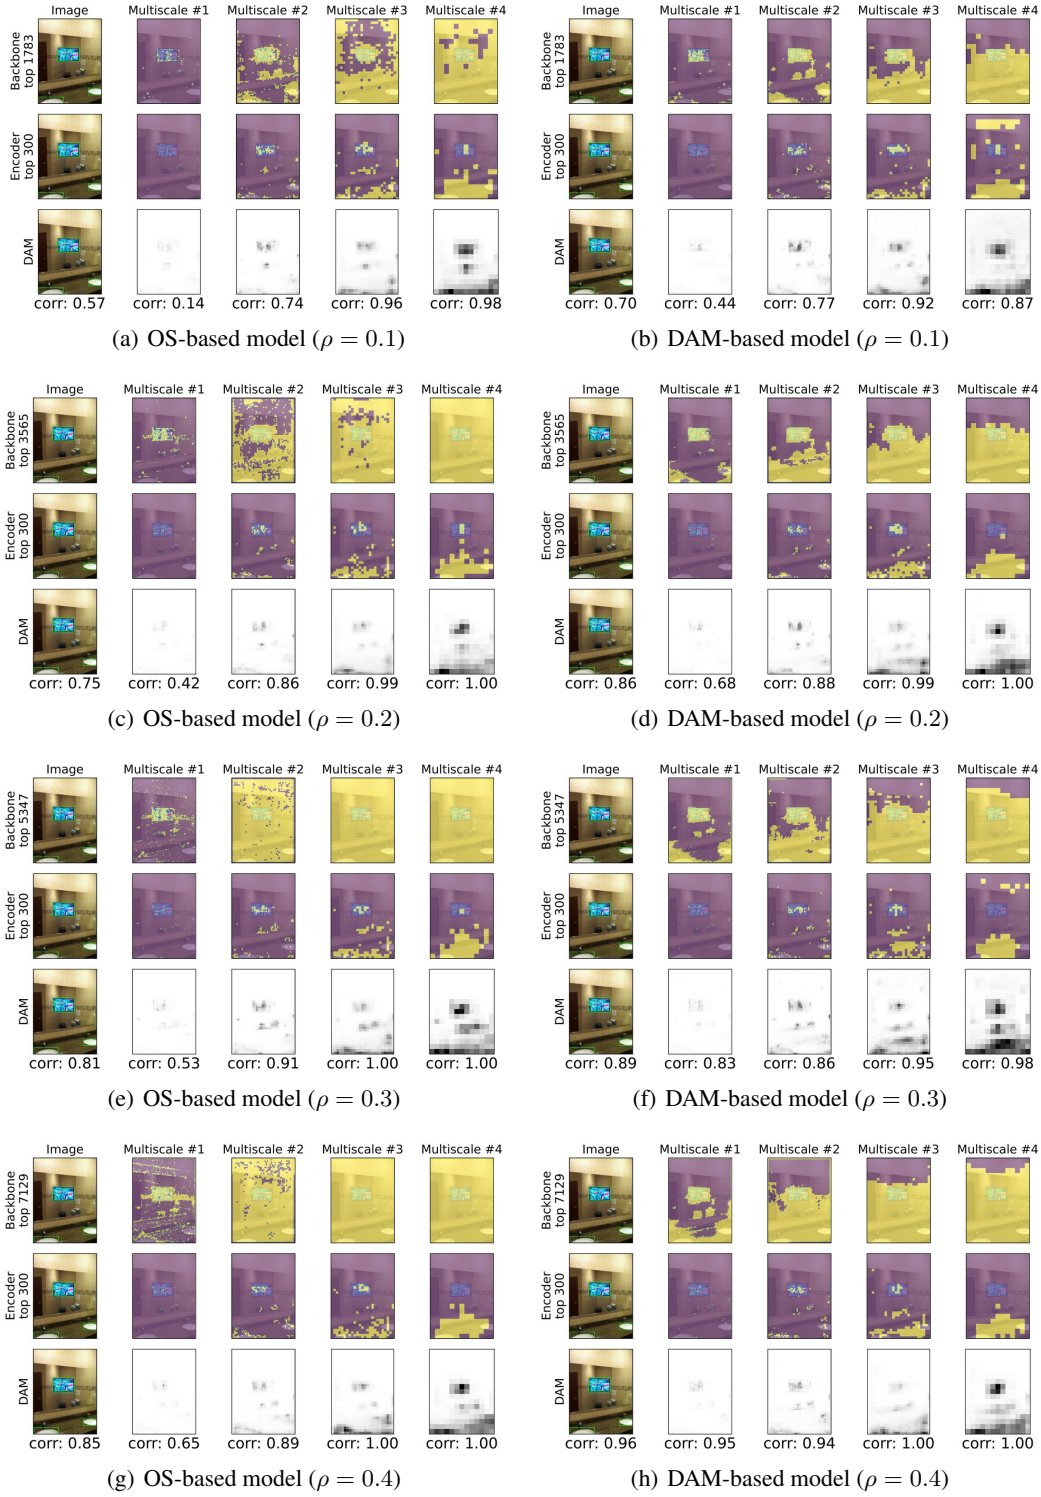 Image Multiscale #1 Multiscale #2 Multiscale #3 Multiscale #4
Backbone
top 1783
Encoder
top 300
DAM
corr: 0.57 corr: 0.14 corr: 0.74 corr: 0.96 corr: 0.98
(a) OS-based model (ρ = 0.1)
Image Multiscale #1 Multiscale #2 Multiscale #3 Multiscale #4
Backbone
top 1783
Encoder
top 300
DAM
corr: 0.70 corr: 0.44 corr: 0.77 corr: 0.92 corr: 0.87
(b) DAM-based model (ρ = 0.1)
Image Multiscale #1 Multiscale #2 Multiscale #3 Multiscale #4
Backbone
top 3565
Encoder
top 300
DAM
corr: 0.75 corr: 0.42 corr: 0.86 corr: 0.99 corr: 1.00
(c) OS-based model (ρ = 0.2)
Image Multiscale #1 Multiscale #2 Multiscale #3 Multiscale #4
Backbone
top 3565
Encoder
top 300
DAM
corr: 0.86 corr: 0.68 corr: 0.88 corr: 0.99 corr: 1.00
(d) DAM-based model (ρ = 0.2)
Image Multiscale #1 Multiscale #2 Multiscale #3 Multiscale #4
Backbone
top 5347
Encoder
top 300
DAM
corr: 0.81 corr: 0.53 corr: 0.91 corr: 1.00 corr: 1.00
(e) OS-based model (ρ = 0.3)
Image Multiscale #1 Multiscale #2 Multiscale #3 Multiscale #4
Backbone
top 5347
Encoder
top 300
DAM
corr: 0.89 corr: 0.83 corr: 0.86 corr: 0.95 corr: 0.98
(f) DAM-based model (ρ = 0.3)
Image Multiscale #1 Multiscale #2 Multiscale #3 Multiscale #4
Backbone
top 7129
Encoder
top 300
DAM
corr: 0.85 corr: 0.65 corr: 0.89 corr: 1.00 corr: 1.00
(g) OS-based model (ρ = 0.4)
Image Multiscale #1 Multiscale #2 Multiscale #3 Multiscale #4
Backbone
top 7129
Encoder
top 300
DAM
corr: 0.96 corr: 0.95 corr: 0.94 corr: 1.00 corr: 1.00
(h) DAM-based model (ρ = 0.4)